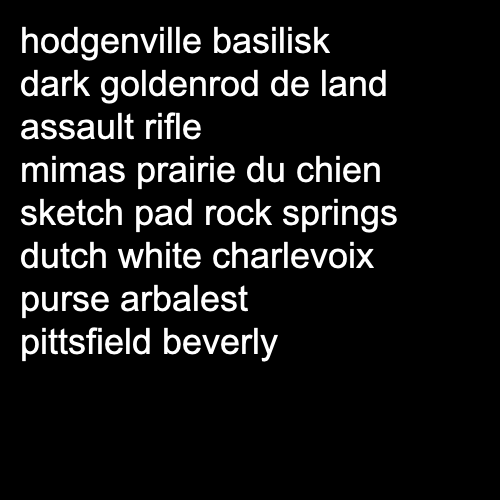 hodgenville basilisk
dark goldenrod de land
assault rifle
mimas prairie du chien
sketch pad rock springs
dutch white charlevoix
purse arbalest
pittsfield beverly